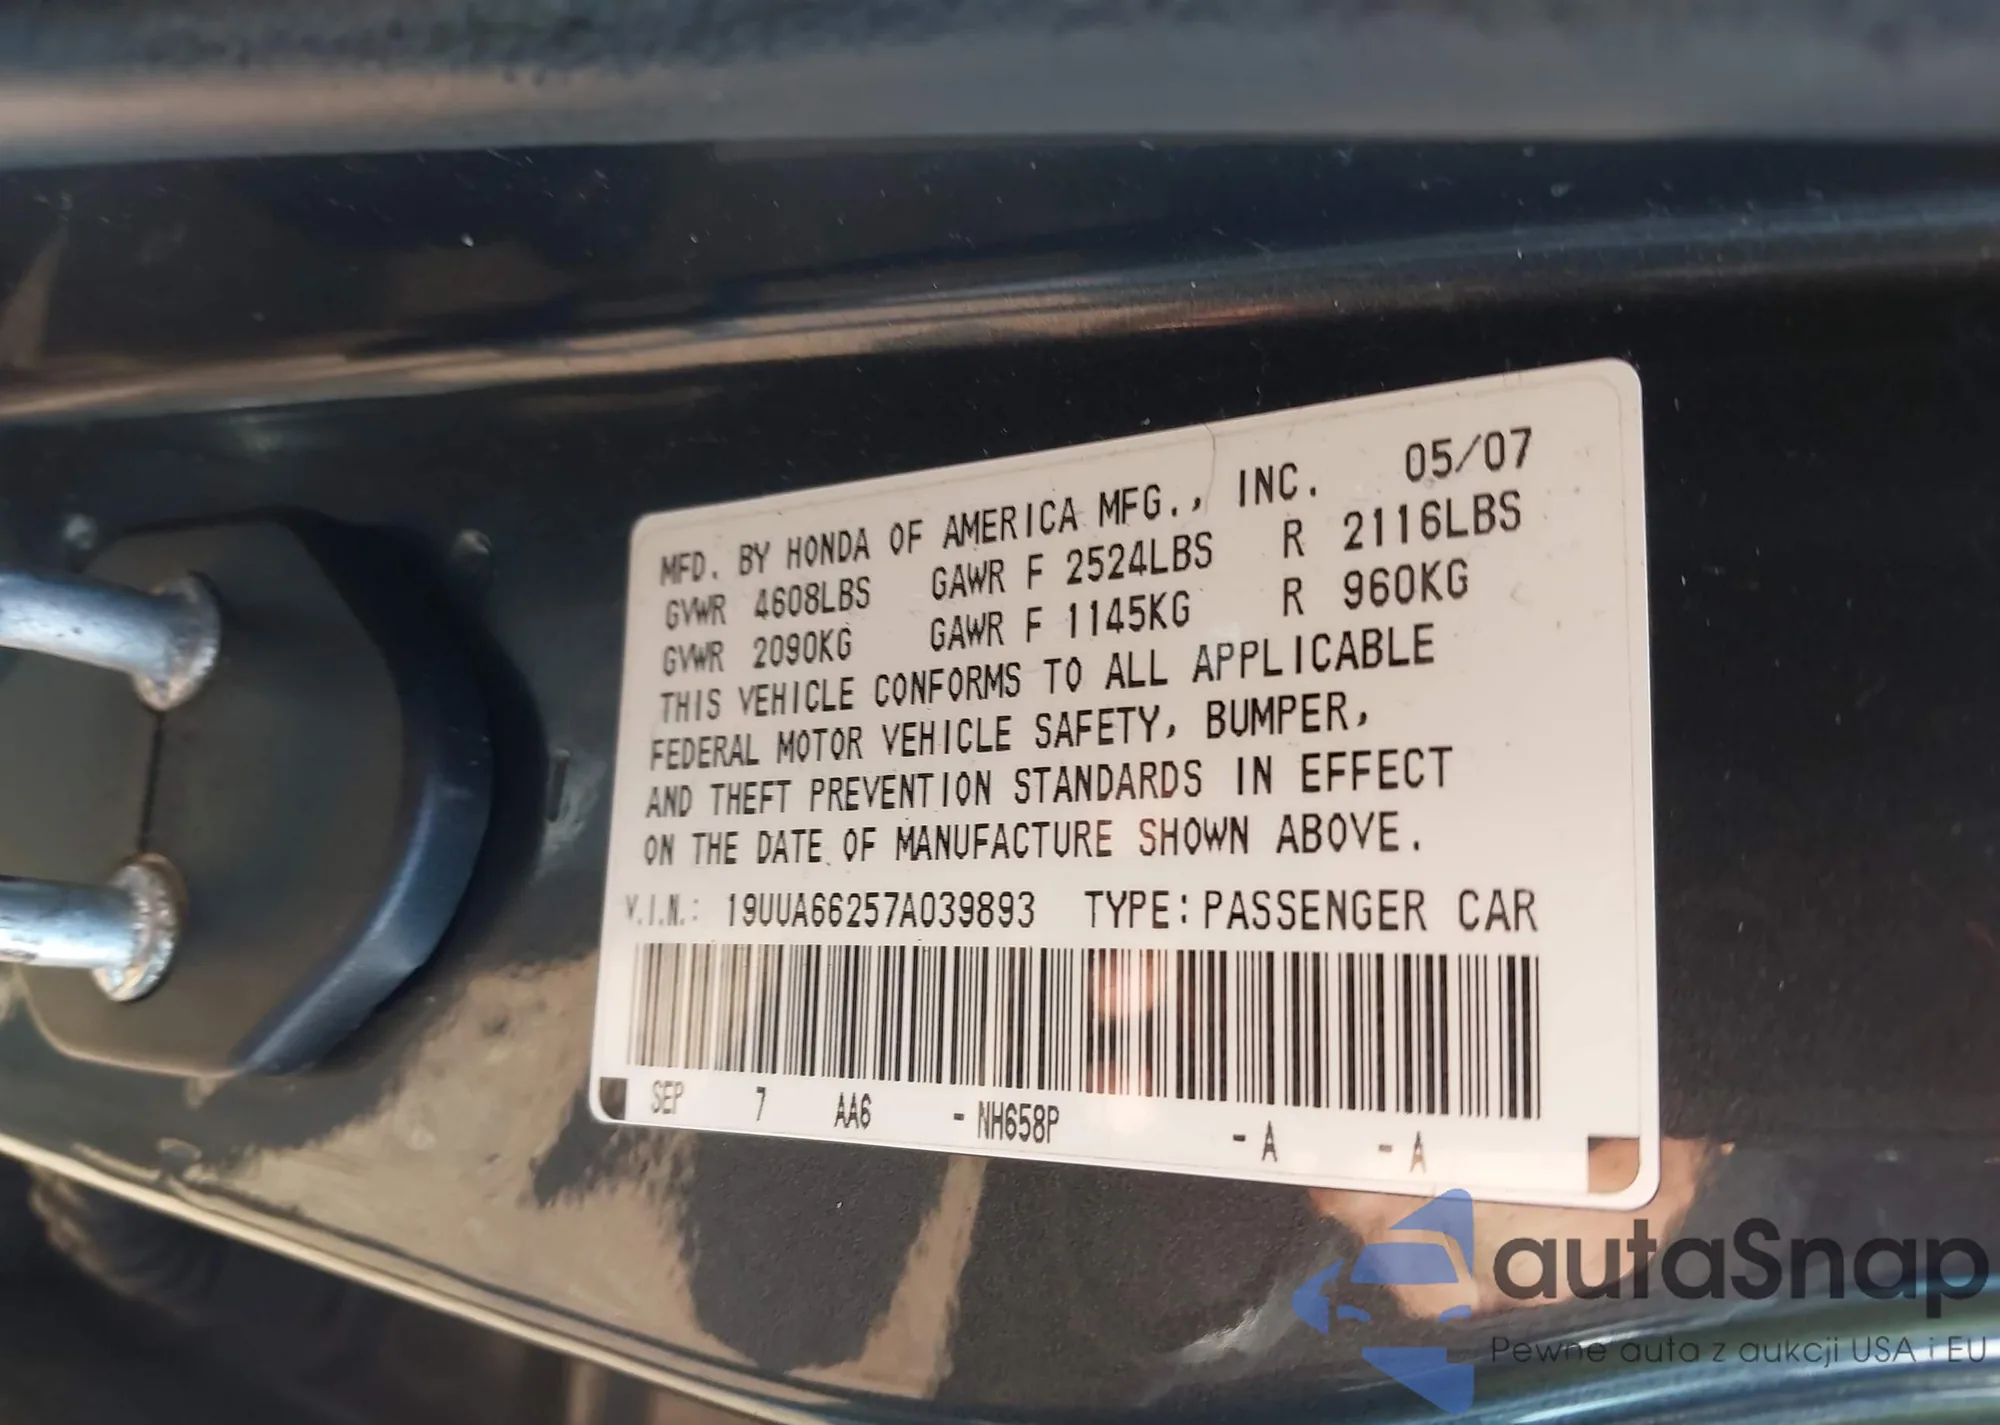 MFD. BY HONDA OF AMERICA MFG., INC. 05/07
GVWR 4608LBS GAWR F 2524LBS R 2116LBS
GVWR 2090KG GAWR F 1145KG R 960KG
THIS VEHICLE CONFORMS TO ALL APPLICABLE
FEDERAL MOTOR VEHICLE SAFETY, BUMPER,
AND THEFT PREVENTION STANDARDS IN EFFECT
ON THE DATE OF MANUFACTURE SHOWN ABOVE.
V.I.N.: 19UUA66257A039893 TYPE: PASSENGER CAR
SEP 7 AA6 - NH658P - A - A
autaSnap
Pewne auta z aukcji USA i EU